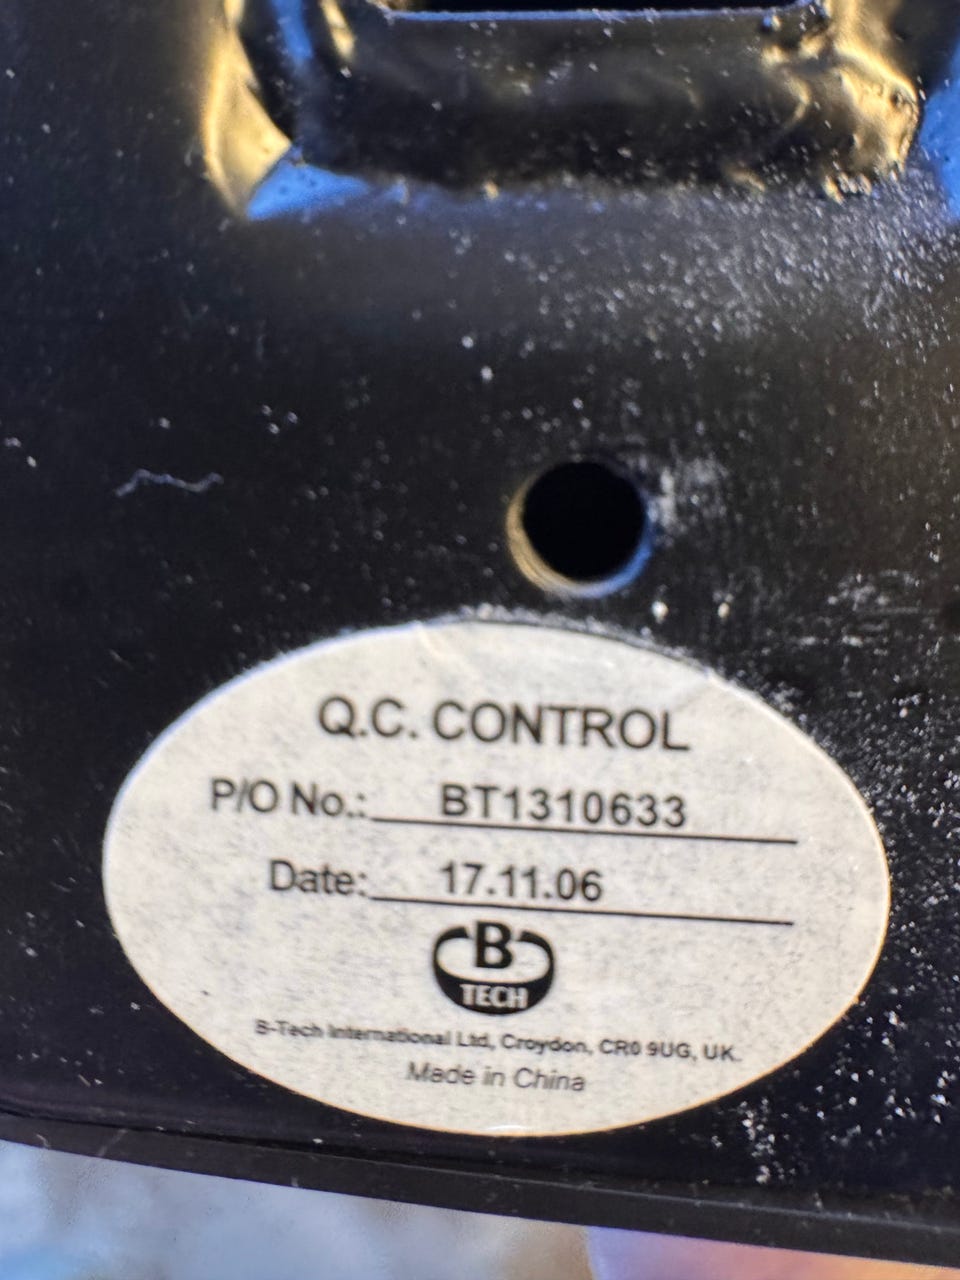 Q.C. CONTROL
P/O No.: BT1310633
Date: 17.11.06
B
TECH
B-Tech International Ltd, Croydon, CR0 9UG, UK.
Made in China